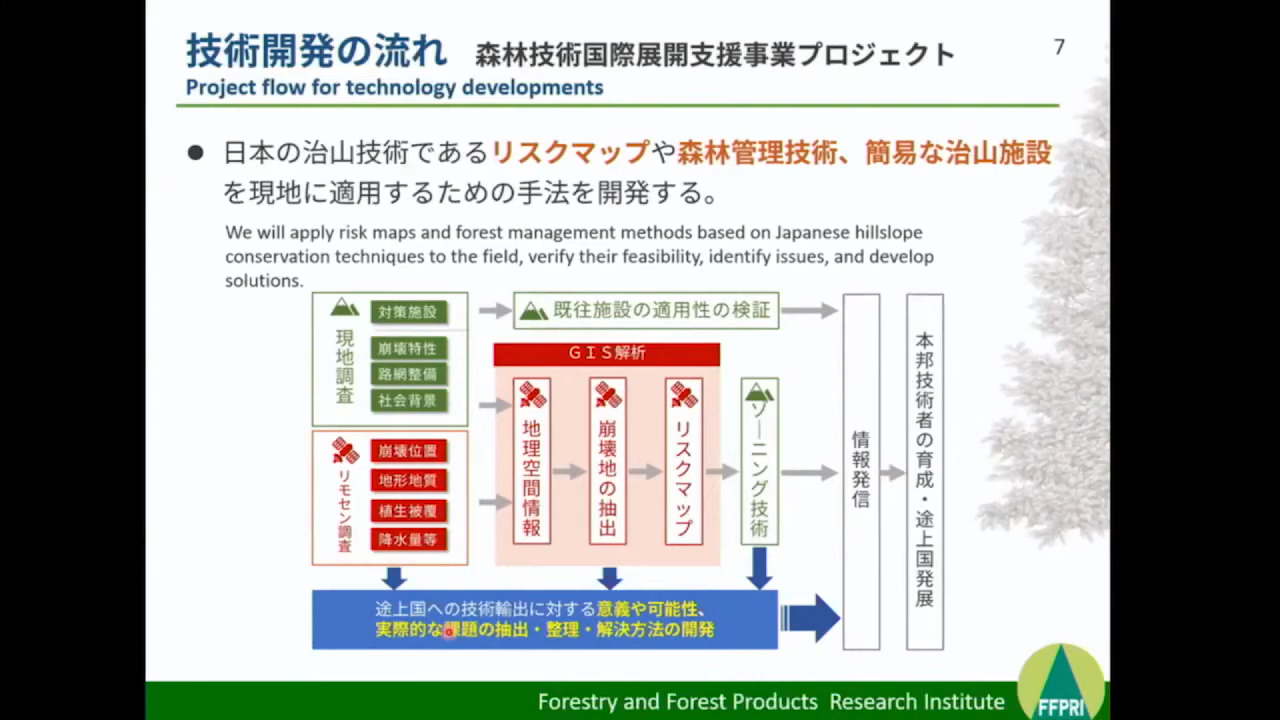 技術開発の流れ 森林技術国際展開支援事業プロジェクト
7
Project flow for technology developments
● 日本の治山技術であるリスクマップや森林管理技術、簡易な治山施設
を現地に適用するための手法を開発する。
We will apply risk maps and forest management methods based on Japanese hillslope
conservation techniques to the field, verify their feasibility, identify issues, and develop
solutions.
現地調査
対策施設
崩壊特性
路網整備
社会背景
既往施設の適用性の検証
リモセン調査
崩壊位置
地形地質
植生被覆
降水量等
GIS解析
地理空間情報
崩壊地の抽出
リスクマップ
ゾーニング技術
情報発信
本邦技術者の育成・途上国発展
途上国への技術輸出に対する意義や可能性、
実際的な課題の抽出・整理・解決方法の開発
Forestry and Forest Products Research Institute
FFPRI